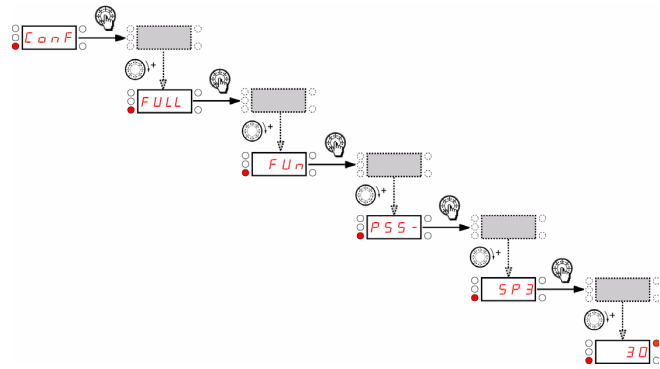 ConF
+
FULL
+
FUn
+
PSS-
+
SP3
+
30